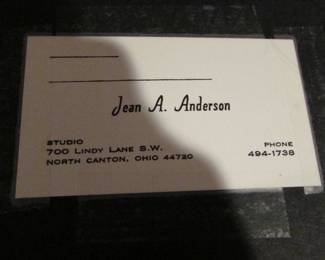 Jean A. Anderson
STUDIO
700 LINDY LANE S.W.
NORTH CANTON, OHIO 44720
PHONE
494-1738